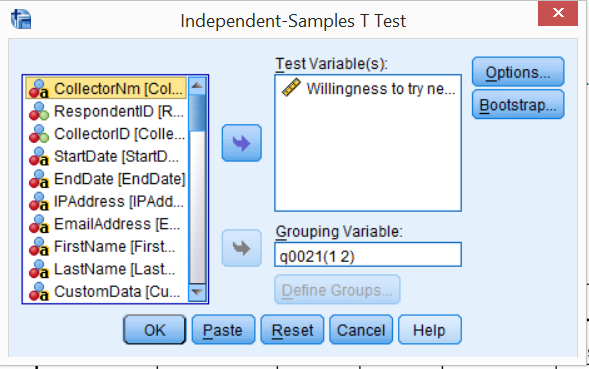 Independent-Samples T Test
CollectorNm [Col...
RespondentID [R...
CollectorID [Colle...
StartDate [StartD...
EndDate [EndDate]
IPAddress [IPAdd...
EmailAddress [E...
FirstName [First...
LastName [Last...
CustomData [Cu...
Test Variable(s):
Willingness to try ne...
Grouping Variable:
q0021(1 2)
Define Groups...
Options...
Bootstrap...
OK
Paste
Reset
Cancel
Help